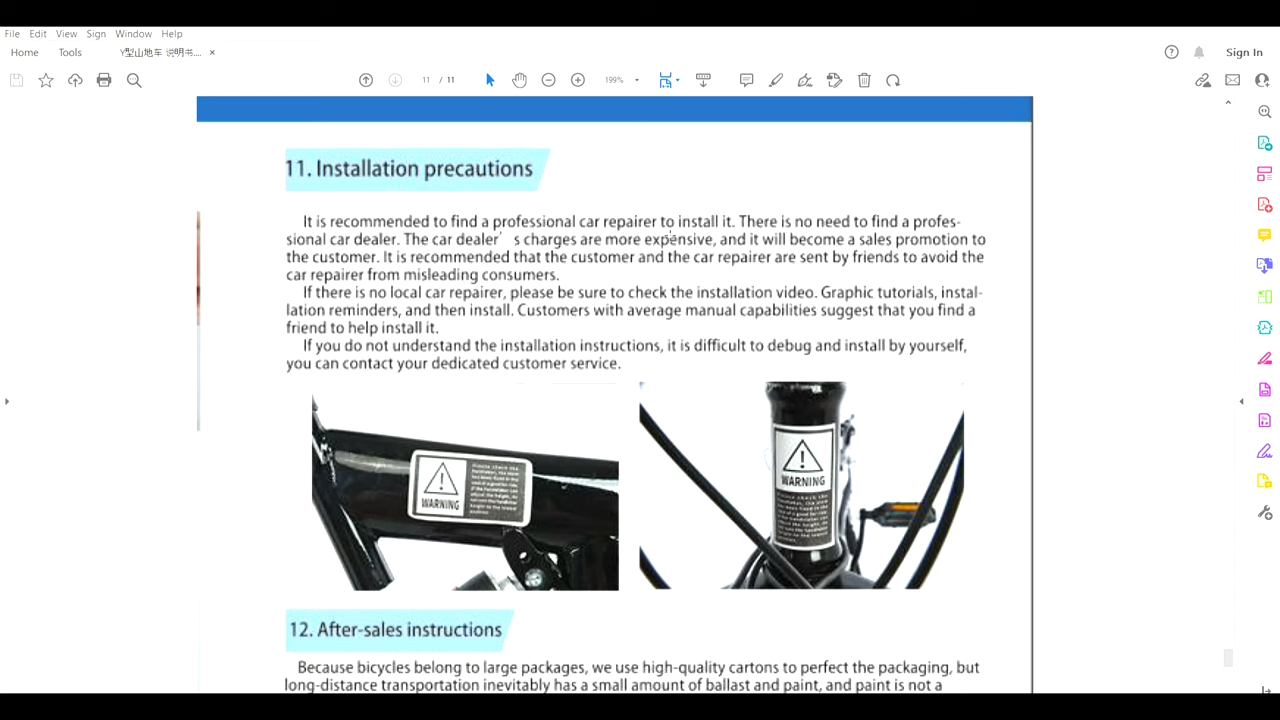 File Edit View Sign Window Help
Home Tools Y型山地车 说明书.... × Sign In
11 / 11 199%
11. Installation precautions
It is recommended to find a professional car repairer to install it. There is no need to find a profes-
sional car dealer. The car dealer’ s charges are more expensive, and it will become a sales promotion to
the customer. It is recommended that the customer and the car repairer are sent by friends to avoid the
car repairer from misleading consumers.
If there is no local car repairer, please be sure to check the installation video. Graphic tutorials, instal-
lation reminders, and then install. Customers with average manual capabilities suggest that you find a
friend to help install it.
If you do not understand the installation instructions, it is difficult to debug and install by yourself,
you can contact your dedicated customer service.
WARNING
WARNING
12. After-sales instructions
Because bicycles belong to large packages, we use high-quality cartons to perfect the packaging, but
long-distance transportation inevitably has a small amount of ballast and paint, and paint is not a